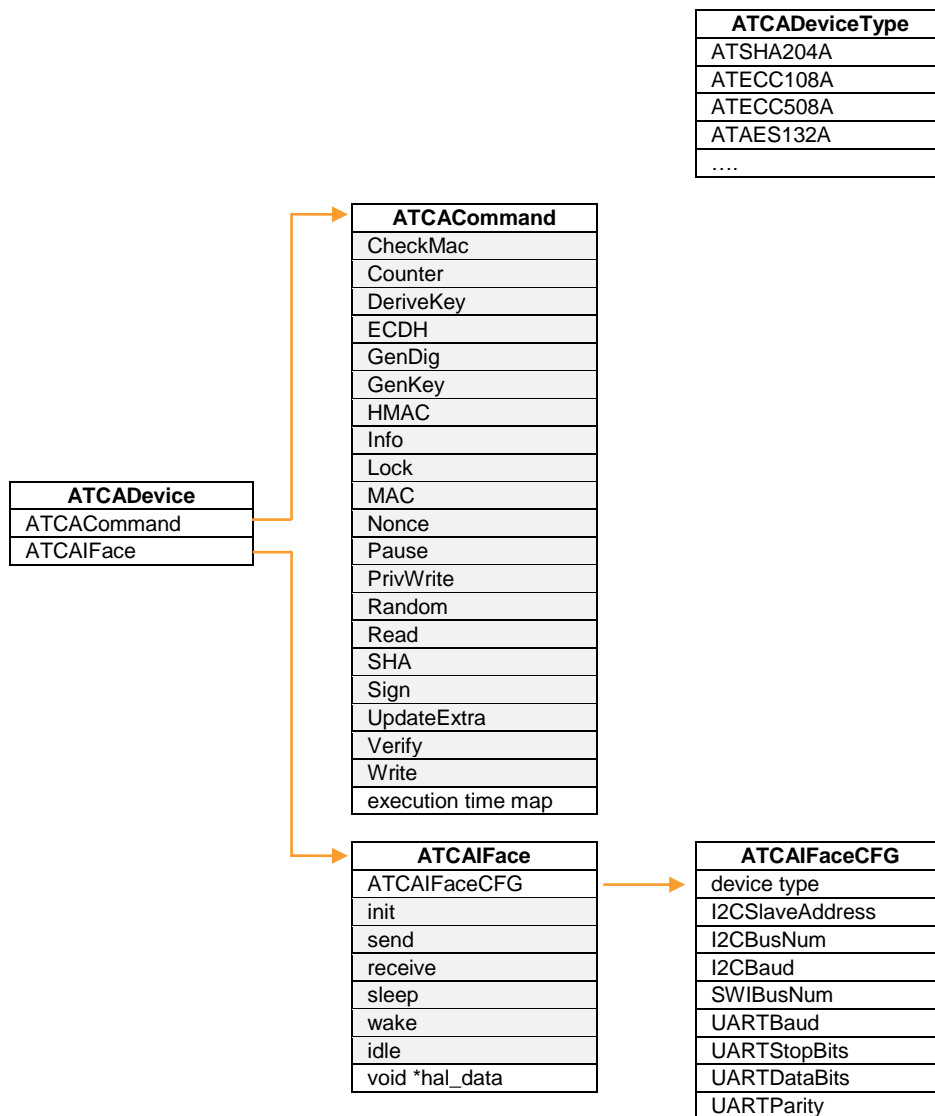 ATCADeviceType
ATSHA204A
ATECC108A
ATECC508A
ATAES132A
....
ATCACommand
CheckMac
Counter
DeriveKey
ECDH
GenDig
GenKey
HMAC
Info
Lock
MAC
Nonce
Pause
PrivWrite
Random
Read
SHA
Sign
UpdateExtra
Verify
Write
execution time map
ATCADevice
ATCACommand
ATCAIFace
ATCAIFace
ATCAIFaceCFG
init
send
receive
sleep
wake
idle
void *hal_data
ATCAIFaceCFG
device type
I2CSlaveAddress
I2CBusNum
I2CBaud
SWIBusNum
UARTBaud
UARTStopBits
UARTDataBits
UARTParity